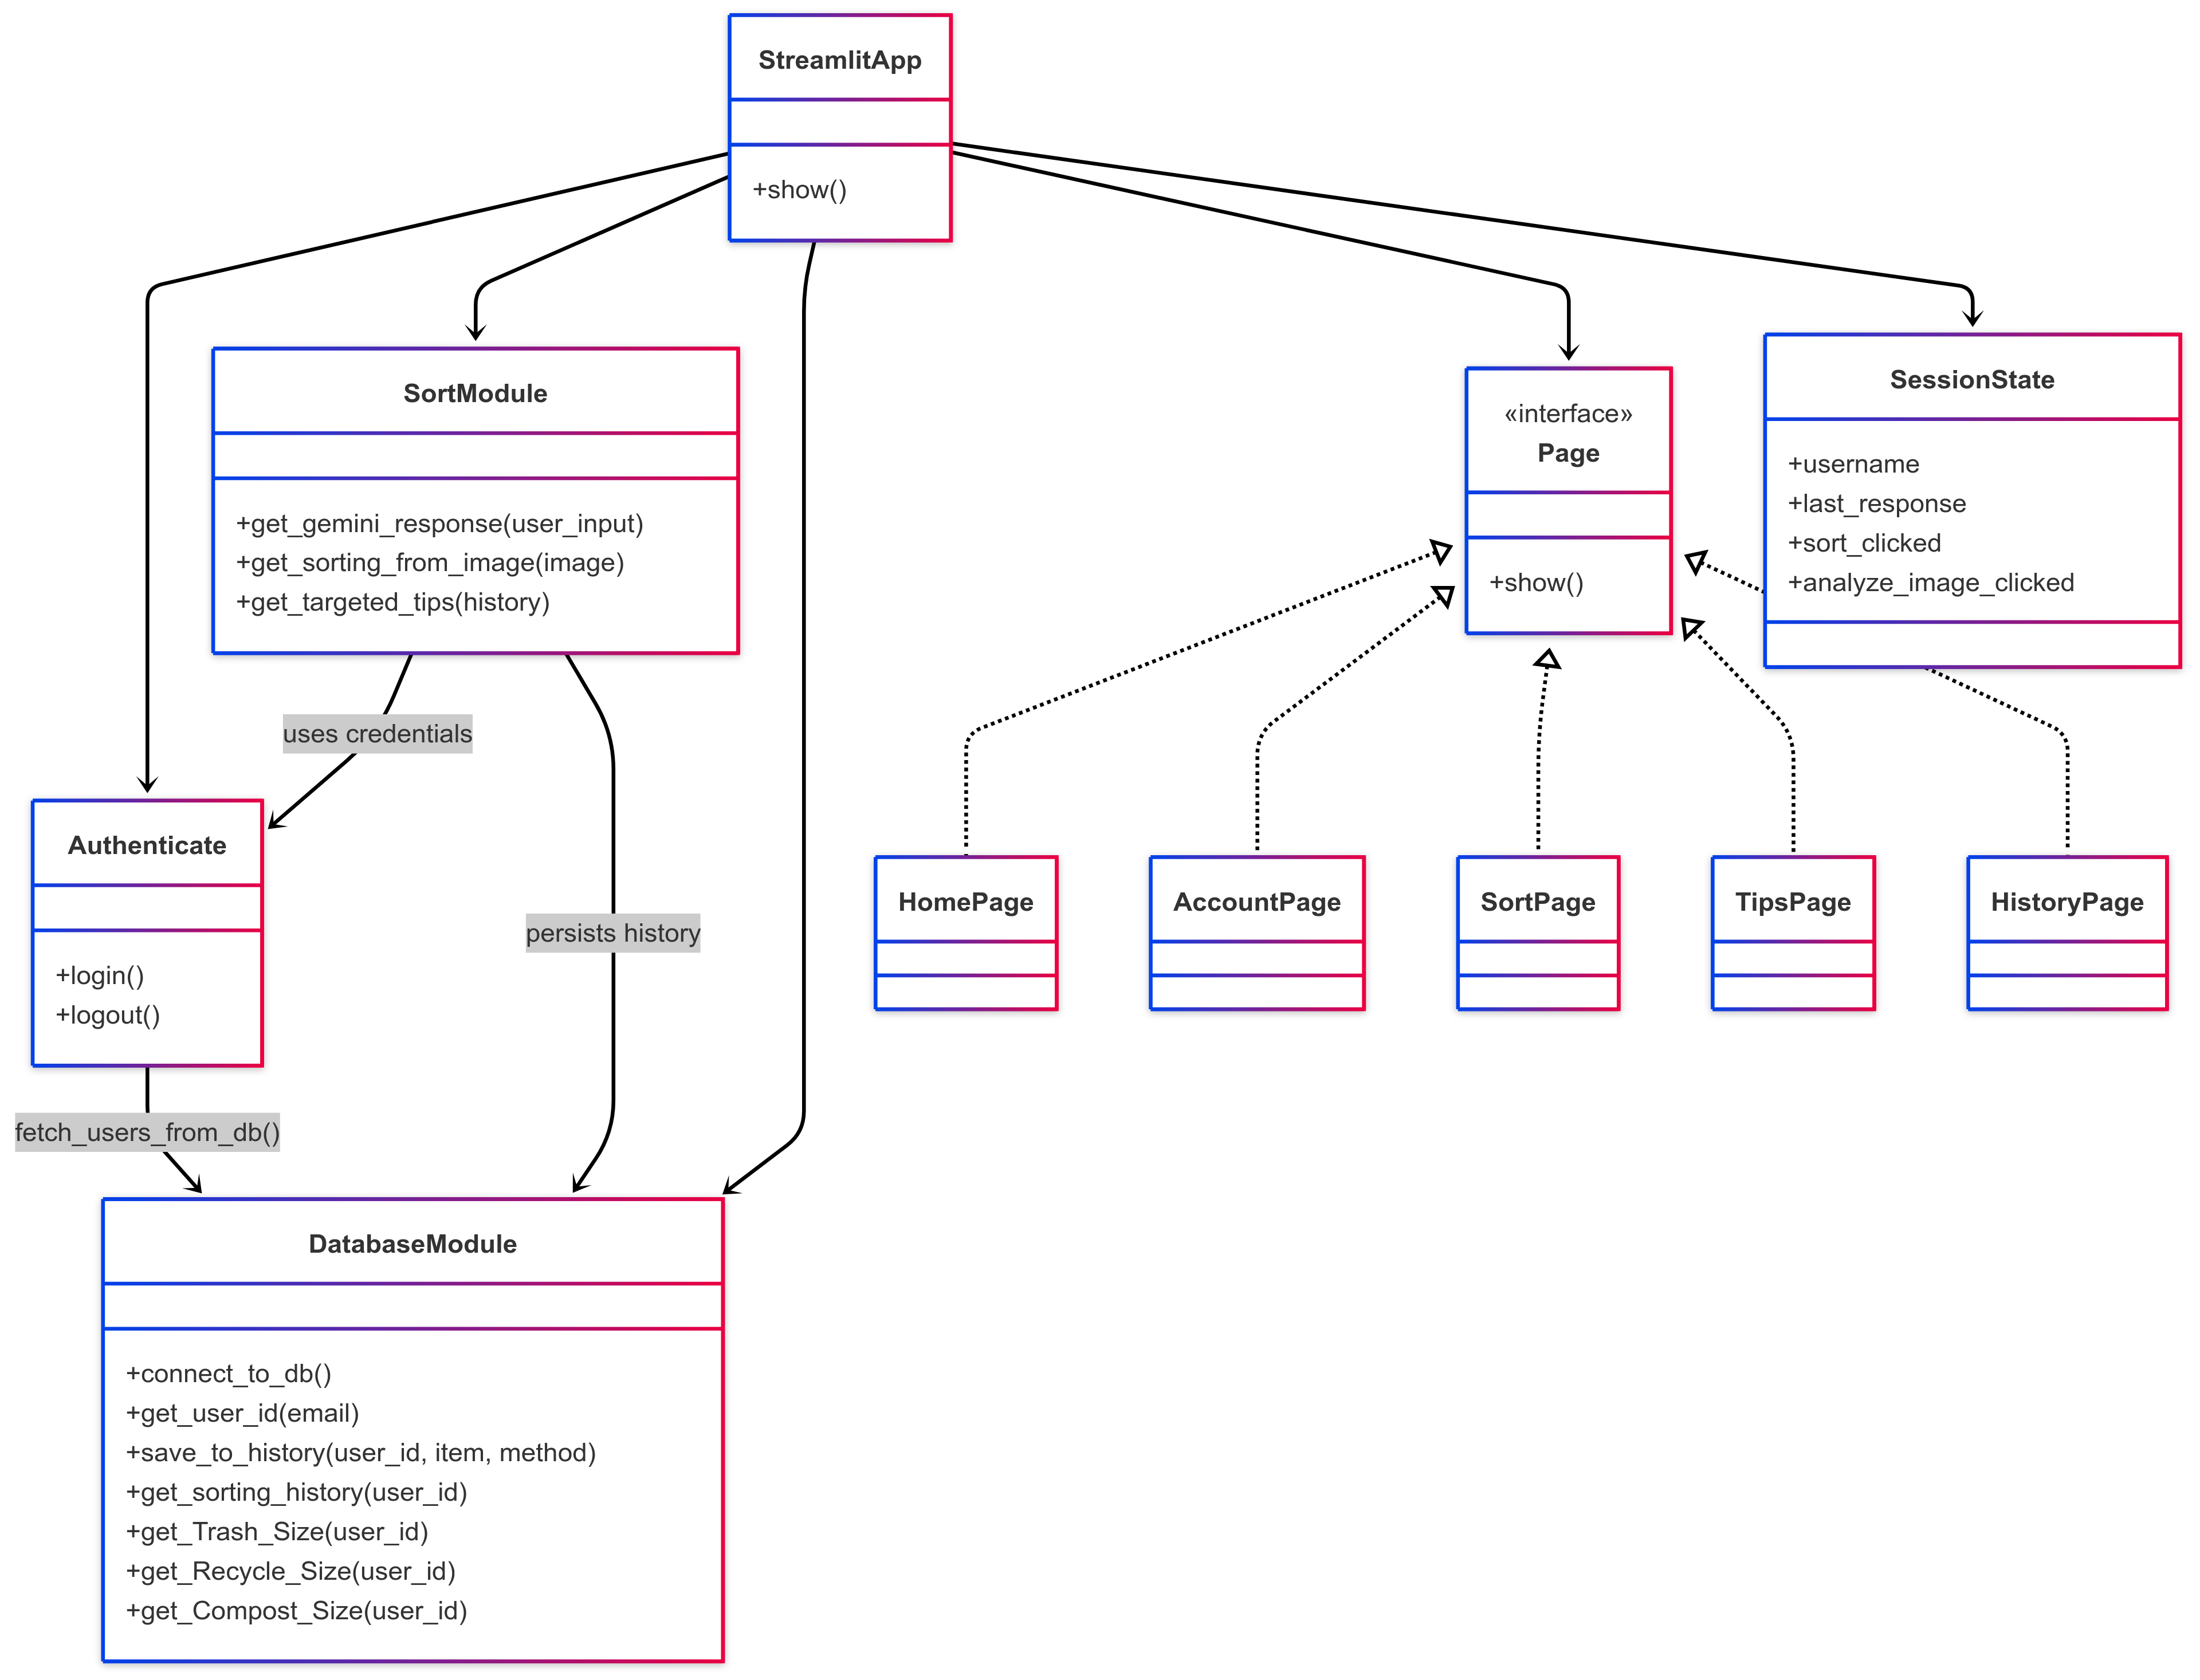 StreamlitApp
+show()
SortModule
+get_gemini_response(user_input)
+get_sorting_from_image(image)
+get_targeted_tips(history)
«interface»
Page
+show()
SessionState
+username
+last_response
+sort_clicked
+analyze_image_clicked
uses credentials
persists history
Authenticate
+login()
+logout()
HomePage
AccountPage
SortPage
TipsPage
HistoryPage
fetch_users_from_db()
DatabaseModule
+connect_to_db()
+get_user_id(email)
+save_to_history(user_id, item, method)
+get_sorting_history(user_id)
+get_Trash_Size(user_id)
+get_Recycle_Size(user_id)
+get_Compost_Size(user_id)